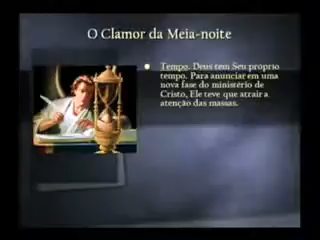 O Clamor da Meia-noite
Tempo. Deus tem Seu próprio
tempo. Para anunciar em uma
nova fase do ministério de
Cristo, Ele teve que atrair a
atenção das massas.